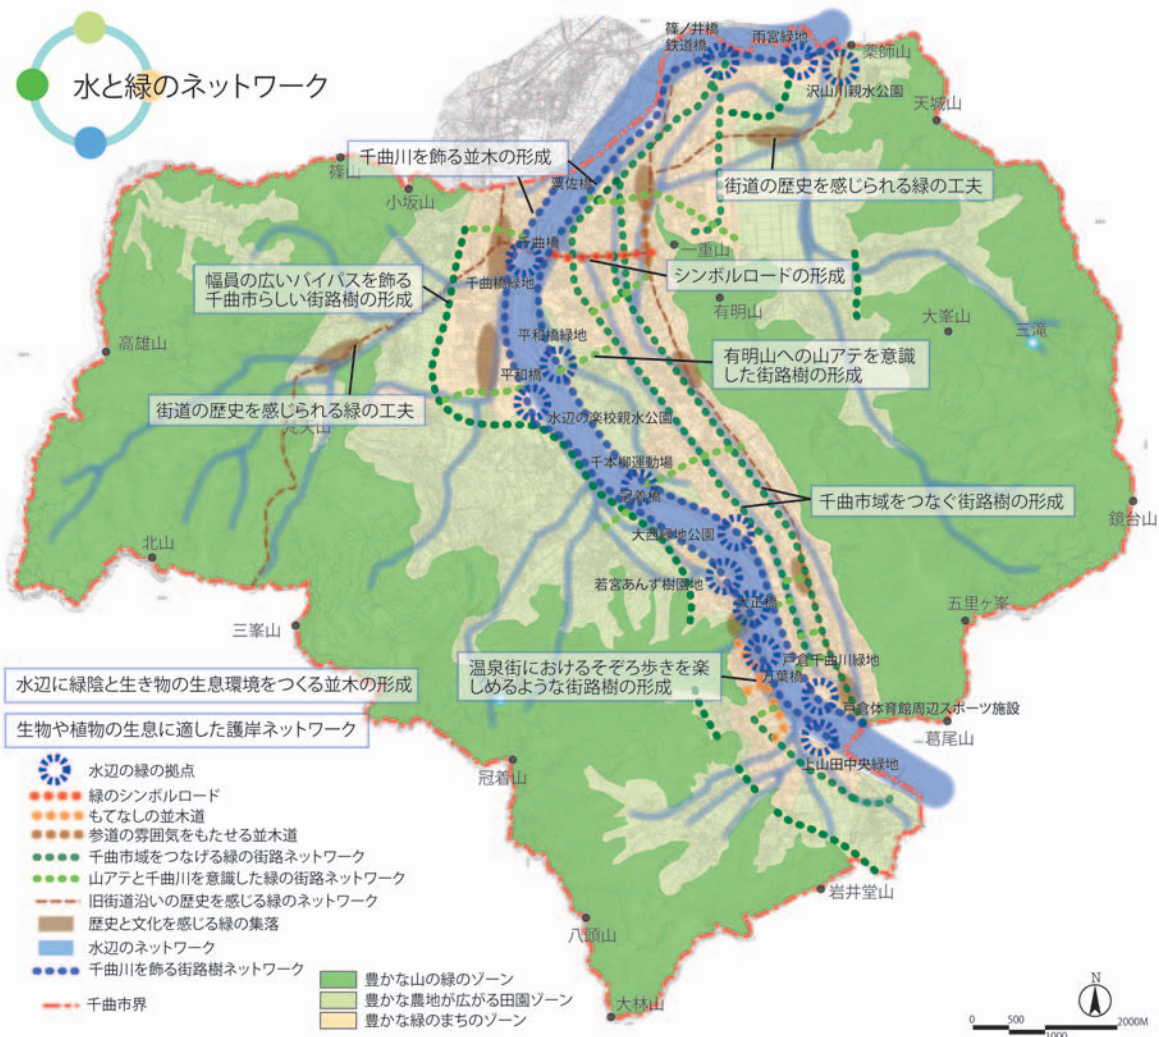 水と緑のネットワーク
篠ノ井橋
鉄道橋
雨宮緑地
薬師山
沢山川親水公園
天城山
千曲川を飾る並木の形成
篠山
粟佐橋
街道の歴史を感じられる緑の工夫
小坂山
千曲橋
一重山
幅員の広いバイパスを飾る
千曲市らしい街路樹の形成
千曲橋緑地
シンボルロードの形成
有明山
大峯山
三滝
高雄山
平和橋緑地
有明山への山アテを意識
した街路樹の形成
平和橋
街道の歴史を感じられる緑の工夫
水辺の楽校親水公園
千本柳運動場
冠着橋
千曲市域をつなぐ街路樹の形成
鏡台山
大西緑地公園
北山
若宮あんず樹園地
大正橋
五里ヶ峯
三峯山
温泉街におけるそぞろ歩きを楽
しめるような街路樹の形成
戸倉千曲川緑地
万葉橋
水辺に緑陰と生き物の生息環境をつくる並木の形成
戸倉体育館周辺スポーツ施設
生物や植物の生息に適した護岸ネットワーク
葛尾山
上山田中央緑地
冠着山
水辺の緑の拠点
緑のシンボルロード
もてなしの並木道
参道の雰囲気をもたせる並木道
千曲市域をつなげる緑の街路ネットワーク
山アテと千曲川を意識した緑の街路ネットワーク
旧街道沿いの歴史を感じる緑のネットワーク
歴史と文化を感じる緑の集落
水辺のネットワーク
千曲川を飾る街路樹ネットワーク
千曲市界
岩井堂山
八頭山
大林山
豊かな山の緑のゾーン
豊かな農地が広がる田園ゾーン
豊かな緑のまちのゾーン
N
0 500 1000 2000M